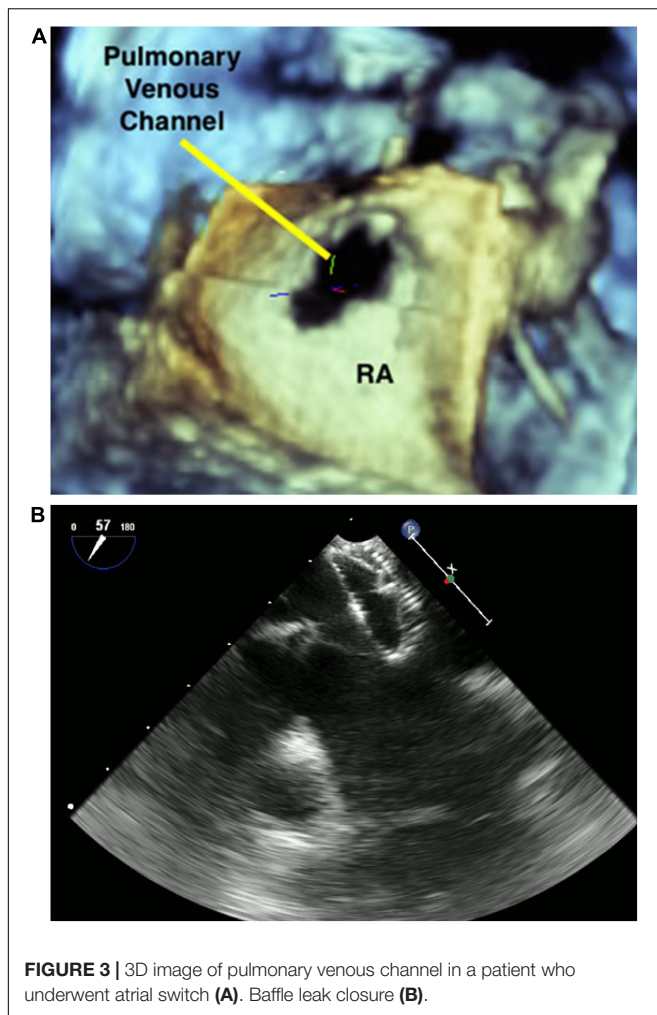 A
Pulmonary
Venous
Channel
RA
B
0 57 180
P
X
FIGURE 3 | 3D image of pulmonary venous channel in a patient who
underwent atrial switch (A). Baffle leak closure (B).